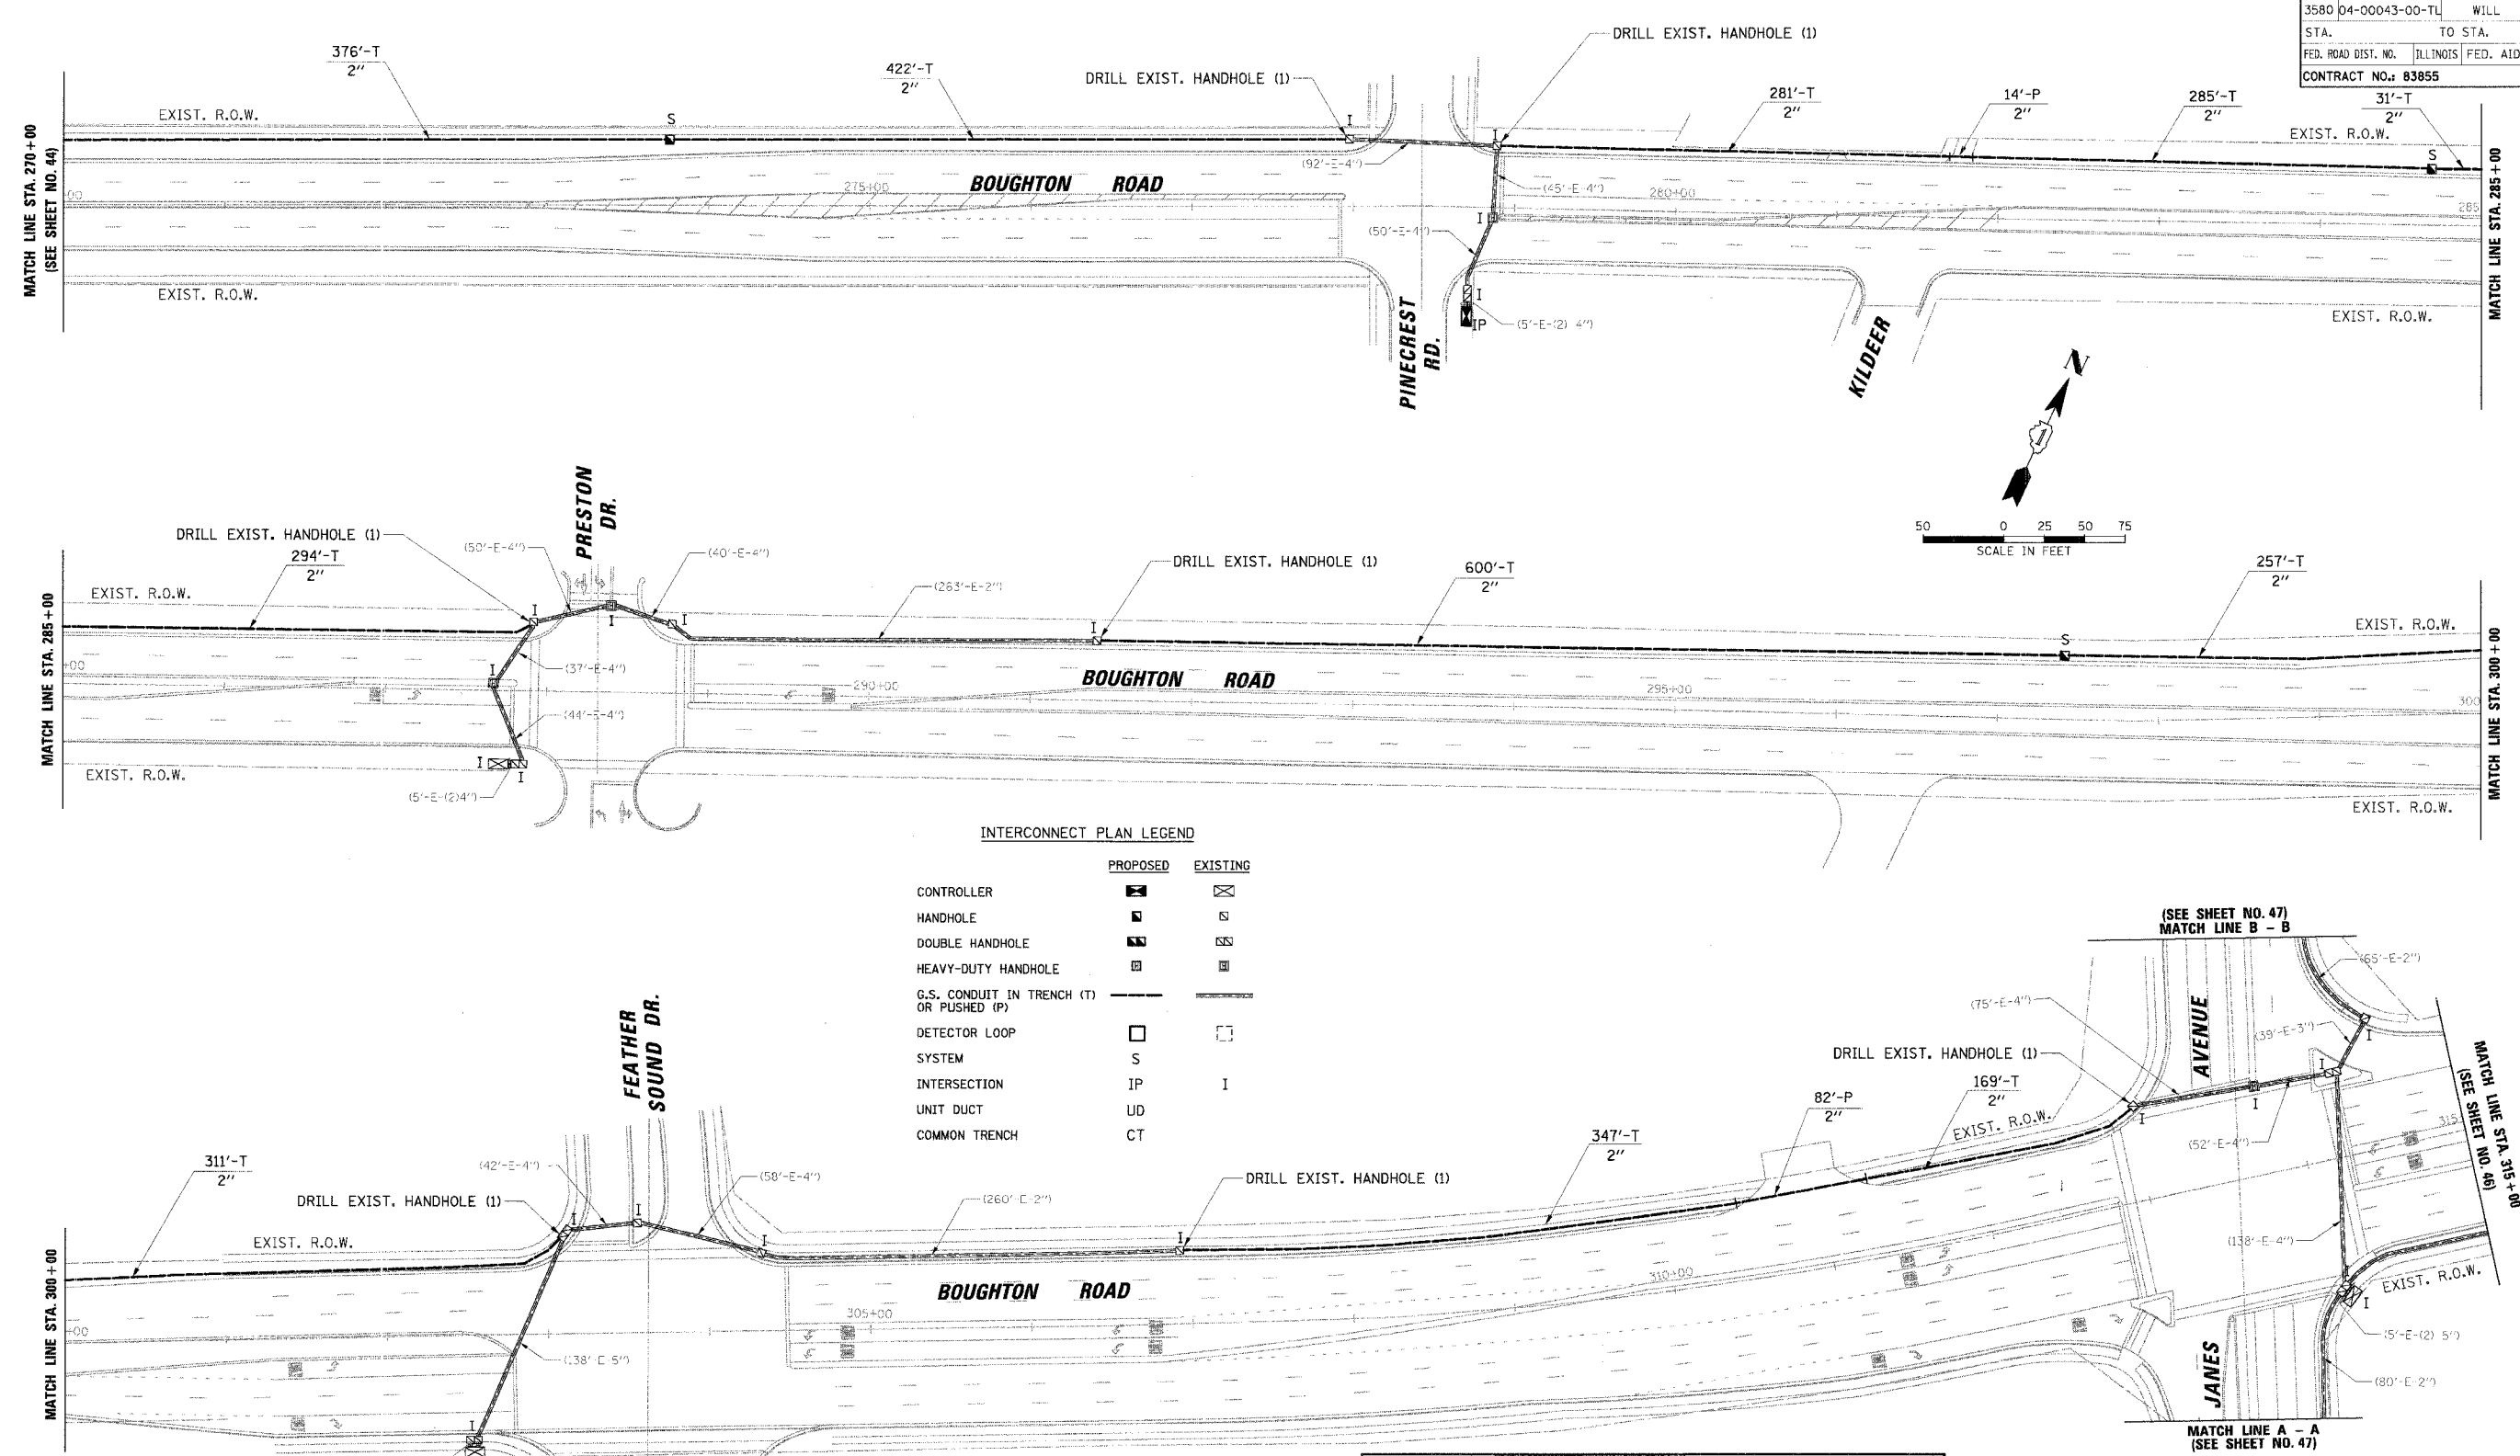 3580 04-00043-00-TL WILL
STA. TO STA.
FED. ROAD DIST. NO. ILLINOIS FED. AID
CONTRACT NO.: 83855
MATCH LINE STA. 270+00
(SEE SHEET NO. 44)
376'-T
2"
EXIST. R.O.W.
S
422'-T
2"
DRILL EXIST. HANDHOLE (1)
I
DRILL EXIST. HANDHOLE (1)
I
(92'-E-4")
281'-T
2"
14'-P
2"
285'-T
2"
31'-T
2"
EXIST. R.O.W.
S
00
275+00
BOUGHTON ROAD
(45'-E-4")
280+00
285
I
(50'-E-4")
I
IP
(5'-E-(2) 4")
EXIST. R.O.W.
PINECREST
RD.
KILDEER
EXIST. R.O.W.
MATCH LINE STA. 285+00
N
1
50 0 25 50 75
SCALE IN FEET
MATCH LINE STA. 285+00
DRILL EXIST. HANDHOLE (1)
294'-T
2"
EXIST. R.O.W.
(50'-E-4")
PRESTON
DR.
(40'-E-4")
I
I
I
(263'-E-2")
DRILL EXIST. HANDHOLE (1)
I
600'-T
2"
S
257'-T
2"
EXIST. R.O.W.
+00
I
(37'-E-4")
290+00
BOUGHTON ROAD
295+00
300
(44'-E-4")
I
I
(5'-E-(2)4")
EXIST. R.O.W.
EXIST. R.O.W.
MATCH LINE STA. 300+00
INTERCONNECT PLAN LEGEND
PROPOSED EXISTING
CONTROLLER
HANDHOLE
DOUBLE HANDHOLE
HEAVY-DUTY HANDHOLE H H
G.S. CONDUIT IN TRENCH (T)
OR PUSHED (P)
DETECTOR LOOP
SYSTEM S
INTERSECTION IP I
UNIT DUCT UD
COMMON TRENCH CT
MATCH LINE STA. 300+00
311'-T
2"
DRILL EXIST. HANDHOLE (1)
EXIST. R.O.W.
I
(42'-E-4")
FEATHER
SOUND DR.
I
(58'-E-4")
I
(260'-E-2")
DRILL EXIST. HANDHOLE (1)
I
347'-T
2"
82'-P
2"
169'-T
2"
DRILL EXIST. HANDHOLE (1)
EXIST. R.O.W.
I
(75'-E-4")
(SEE SHEET NO. 47)
MATCH LINE B - B
AVENUE
(65'-E-2")
I
(39'-E-3")
I
I
(52'-E-4")
315
MATCH LINE STA. 315+00
(SEE SHEET NO. 46)
+00
(138'-E-5")
I
305+00
BOUGHTON ROAD
310+00
(138'-E-4")
I
EXIST. R.O.W.
(5'-E-(2) 5")
(80'-E-2")
JANES
MATCH LINE A - A
(SEE SHEET NO. 47)